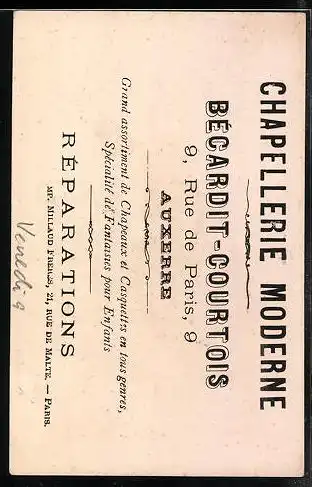 CHAPELLERIE MODERNE
BÉCARDIT-COURTOIS
9, Rue de Paris, 9
AUXERRE
Grand assortiment de Chapeaux et Casquettes en tous genres,
Spécialité de Fantaisies pour Enfants
RÉPARATIONS
MP. MILLAUD FRÈRES, 21, RUE DE MALTE. — PARIS.